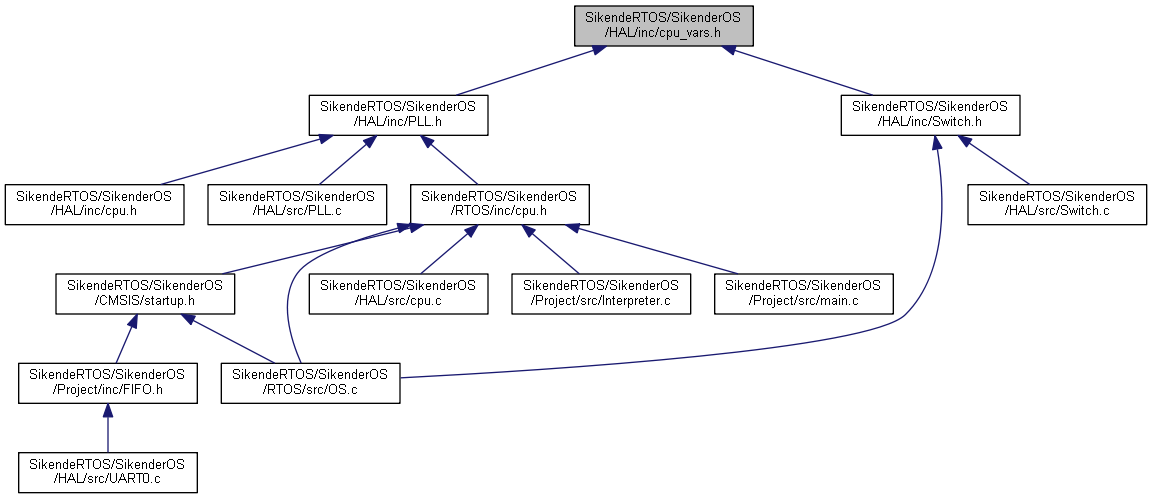 SikendeRTOS/SikenderOS
/HAL/inc/cpu_vars.h
SikendeRTOS/SikenderOS
/HAL/inc/PLL.h
SikendeRTOS/SikenderOS
/HAL/inc/Switch.h
SikendeRTOS/SikenderOS
/HAL/inc/cpu.h
SikendeRTOS/SikenderOS
/HAL/src/PLL.c
SikendeRTOS/SikenderOS
/RTOS/inc/cpu.h
SikendeRTOS/SikenderOS
/HAL/src/Switch.c
SikendeRTOS/SikenderOS
/CMSIS/startup.h
SikendeRTOS/SikenderOS
/HAL/src/cpu.c
SikendeRTOS/SikenderOS
/Project/src/Interpreter.c
SikendeRTOS/SikenderOS
/Project/src/main.c
SikendeRTOS/SikenderOS
/Project/inc/FIFO.h
SikendeRTOS/SikenderOS
/RTOS/src/OS.c
SikendeRTOS/SikenderOS
/HAL/src/UART0.c